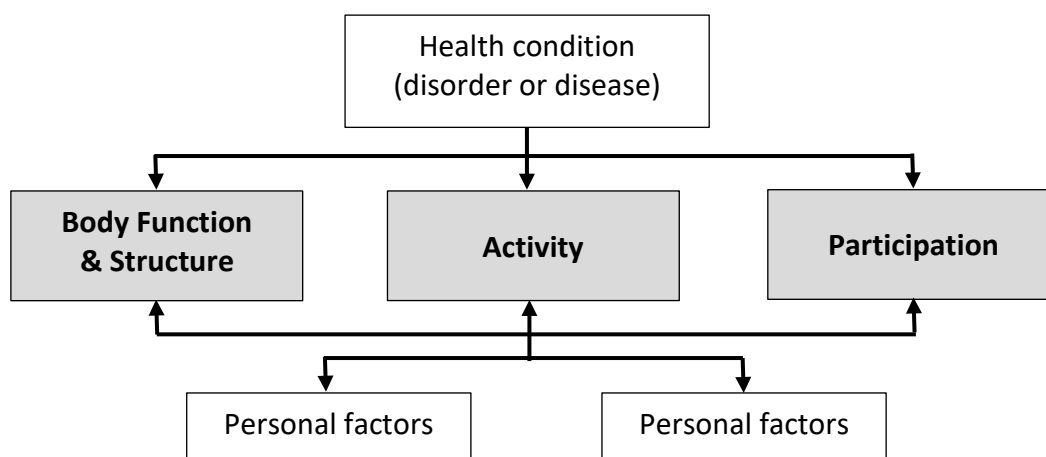 Health condition
(disorder or disease)
Body Function
& Structure
Activity
Participation
Personal factors
Personal factors